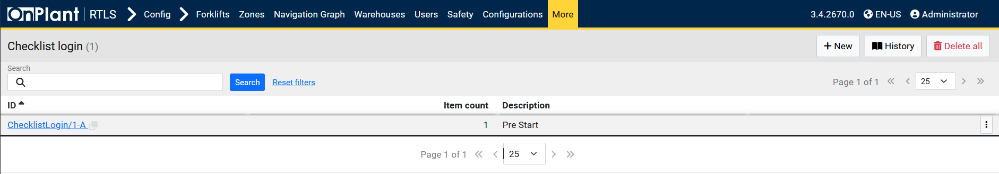 OnPlant RTLS Config Forklifts Zones Navigation Graph Warehouses Users Safety Configurations More 3.4.2670.0 EN-US Administrator
Checklist login (1) New History Delete all
Search
Search Reset filters Page 1 of 1 25
ID Item count Description
ChecklistLogin/1-A 1 Pre Start
Page 1 of 1 25